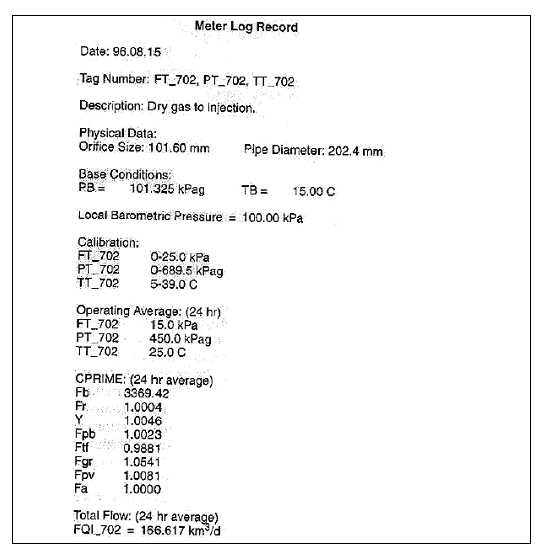 Meter Log Record
Date: 96.08.15
Tag Number: FT_702, PT_702, TT_702
Description: Dry gas to Injection.
Physical Data:
Orifice Size: 101.60 mm Pipe Diameter: 202.4 mm
Base Conditions:
PB = 101.325 kPag TB = 15.00 C
Local Barometric Pressure = 100.00 kPa
Calibration:
FT_702 0-25.0 kPa
PT_702 0-689.5 kPag
TT_702 5-39.0 C
Operating Average: (24 hr)
FT_702 15.0 kPa
PT_702 450.0 kPag
TT_702 25.0 C
CPRIME: (24 hr average)
Fb 3369.42
Fr 1.0004
Y 1.0046
Fpb 1.0023
Ftf 0.9881
Fgr 1.0541
Fpv 1.0081
Fa 1.0000
Total Flow: (24 hr average)
FQI_702 = 166.617 km³/d